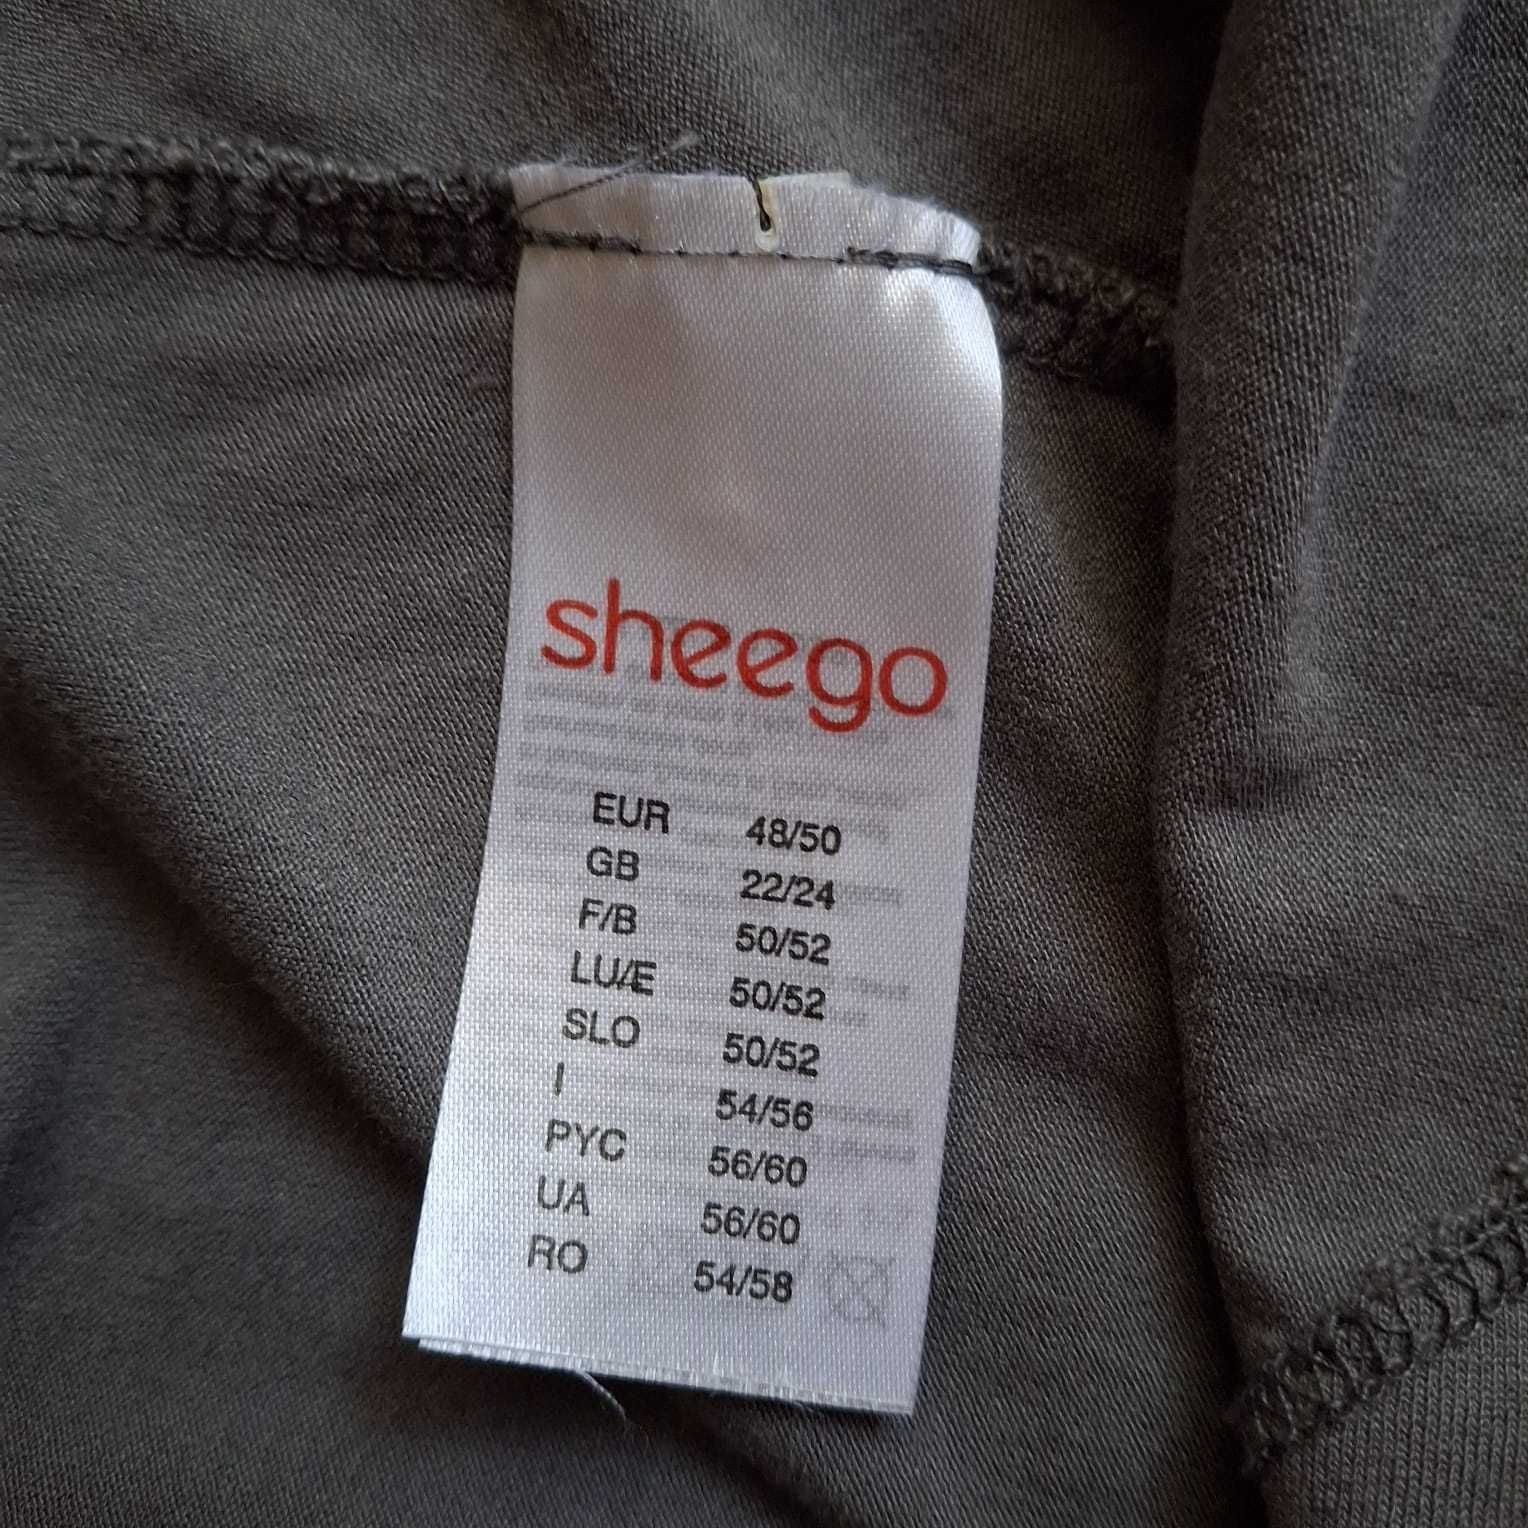 sheego
EUR 48/50
GB 22/24
F/B 50/52
LU/Æ 50/52
SLO 50/52
I 54/56
РУС 56/60
UA 56/60
RO 54/58